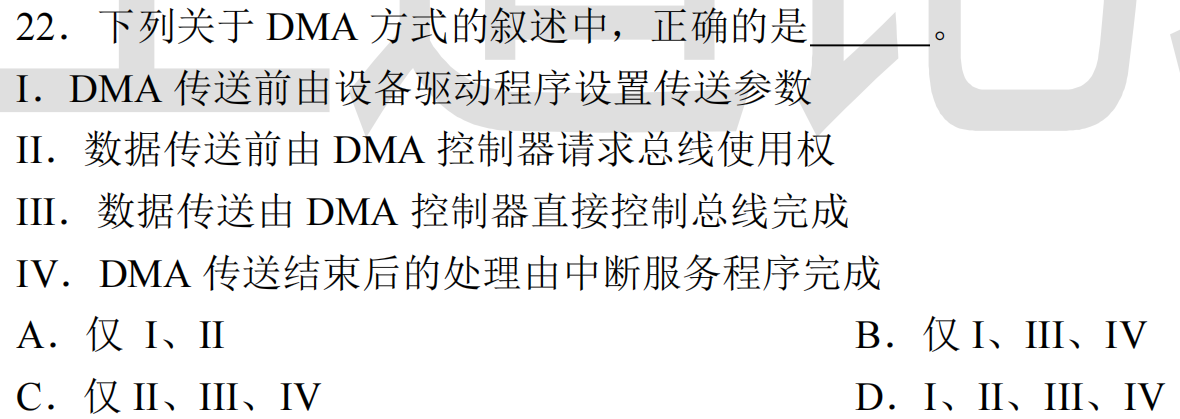 22．下列关于 DMA 方式的叙述中，正确的是______。
I．DMA 传送前由设备驱动程序设置传送参数
II．数据传送前由 DMA 控制器请求总线使用权
III．数据传送由 DMA 控制器直接控制总线完成
IV．DMA 传送结束后的处理由中断服务程序完成
A．仅 I、II B．仅 I、III、IV
C．仅 II、III、IV D．I、II、III、IV